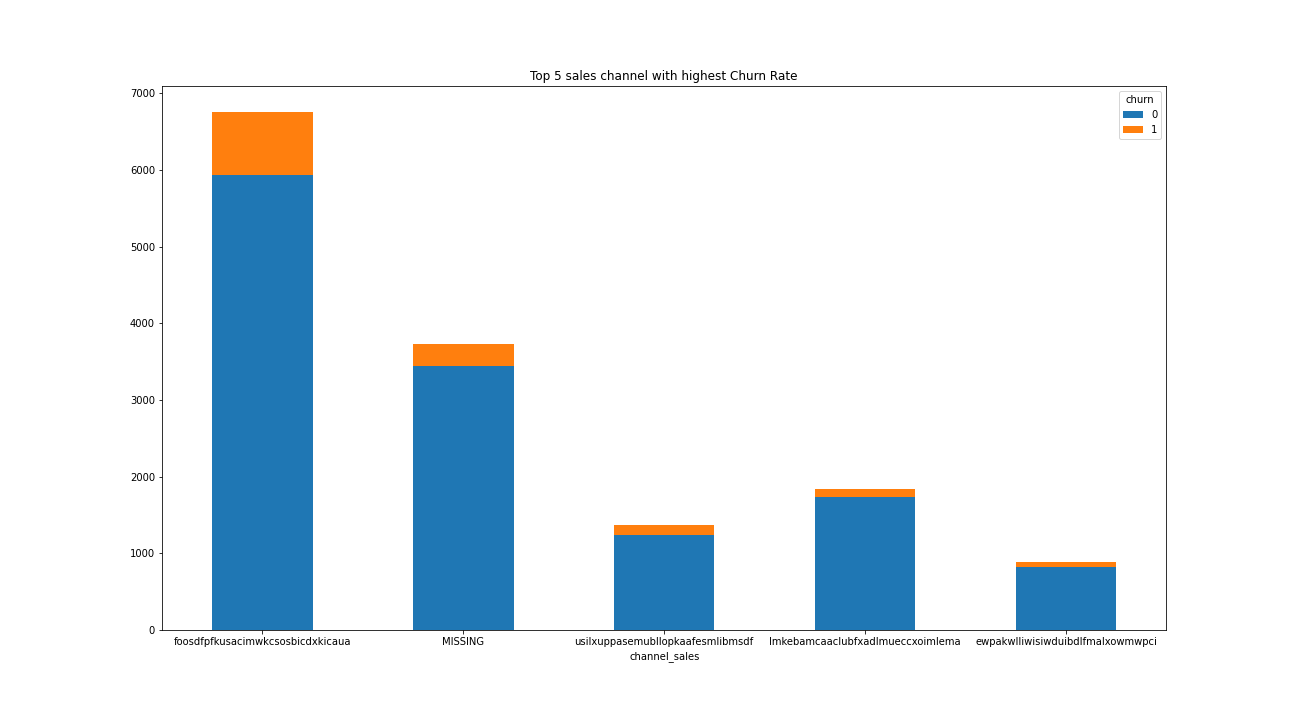 Top 5 sales channel with highest Churn Rate
churn
0
1
7000
6000
5000
4000
3000
2000
1000
0
foosdfpfkusacimwkcsosbicdxkicaua MISSING usilxuppasemubllopkaafesmlibmsdf lmkebamcaaclubfxadlmueccxoimlema ewpakwlliwisiwduibdlfmalxowmwpci
channel_sales